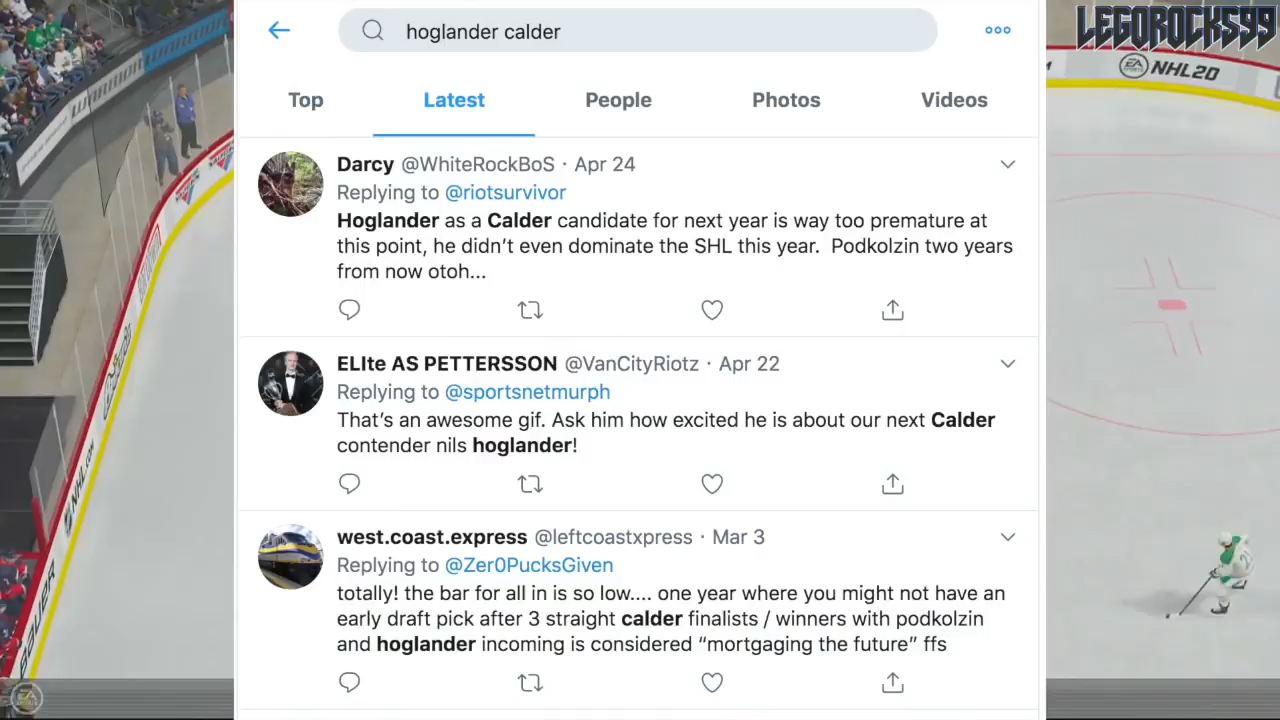 hoglander calder
LEGOROCKS99
Top
Latest
People
Photos
Videos
EA SPORTS NHL20
Darcy @WhiteRockBoS · Apr 24
Replying to @riotsurvivor
Hoglander as a Calder candidate for next year is way too premature at
this point, he didn't even dominate the SHL this year. Podkolzin two years
from now otoh...
ELIte AS PETTERSSON @VanCityRiotz · Apr 22
Replying to @sportsnetmurph
That's an awesome gif. Ask him how excited he is about our next Calder
contender nils hoglander!
west.coast.express @leftcoastxpress · Mar 3
Replying to @Zer0PucksGiven
totally! the bar for all in is so low.... one year where you might not have an
early draft pick after 3 straight calder finalists / winners with podkolzin
and hoglander incoming is considered “mortgaging the future” ffs
NHL.COM
BAUER
EA